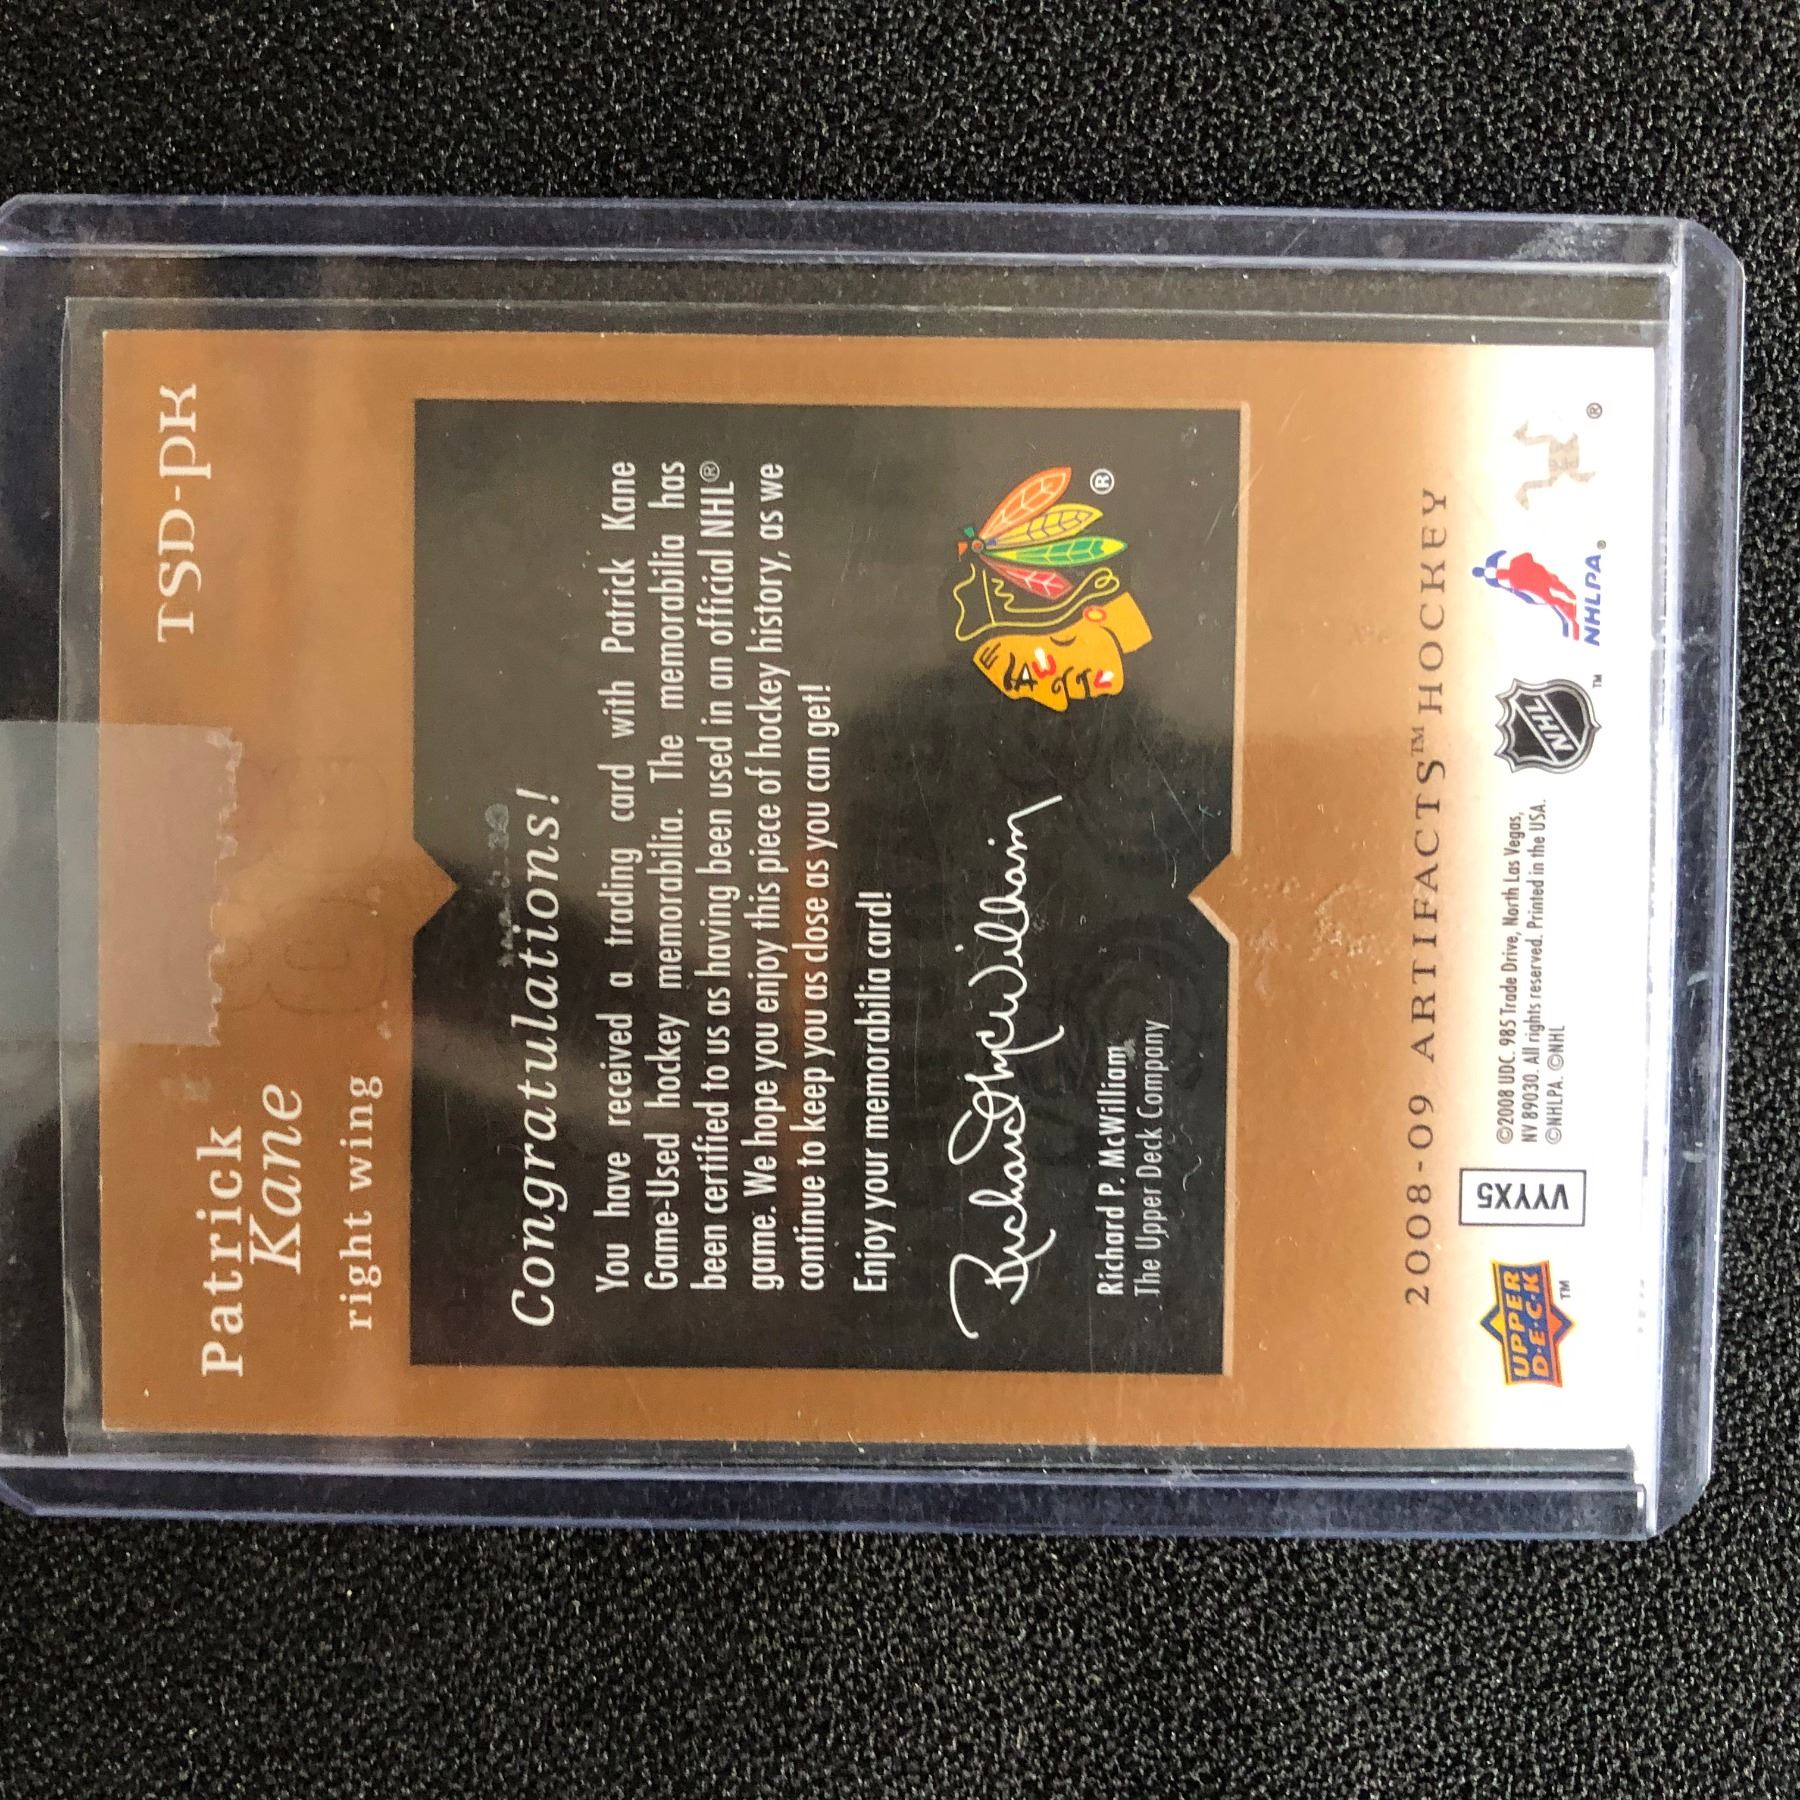 TSD-PK
Patrick
Kane
right wing
Congratulations!
You have received a trading card with Patrick Kane
Game-Used hockey memorabilia. The memorabilia has
been certified to us as having been used in an official NHL®
game. We hope you enjoy this piece of hockey history, as we
continue to keep you as close as you can get!
Enjoy your memorabilia card!
Richard P. McWilliam
Richard P. McWilliam
The Upper Deck Company
®
2008-09 ARTIFACTS™ HOCKEY
UPPER
D·E·C·K
™
VYYX5
©2008 UDC. 985 Trade Drive, North Las Vegas,
NV 89030. All rights reserved. Printed in the USA.
©NHLPA. ©NHL
NHL
™
NHLPA.
®
®